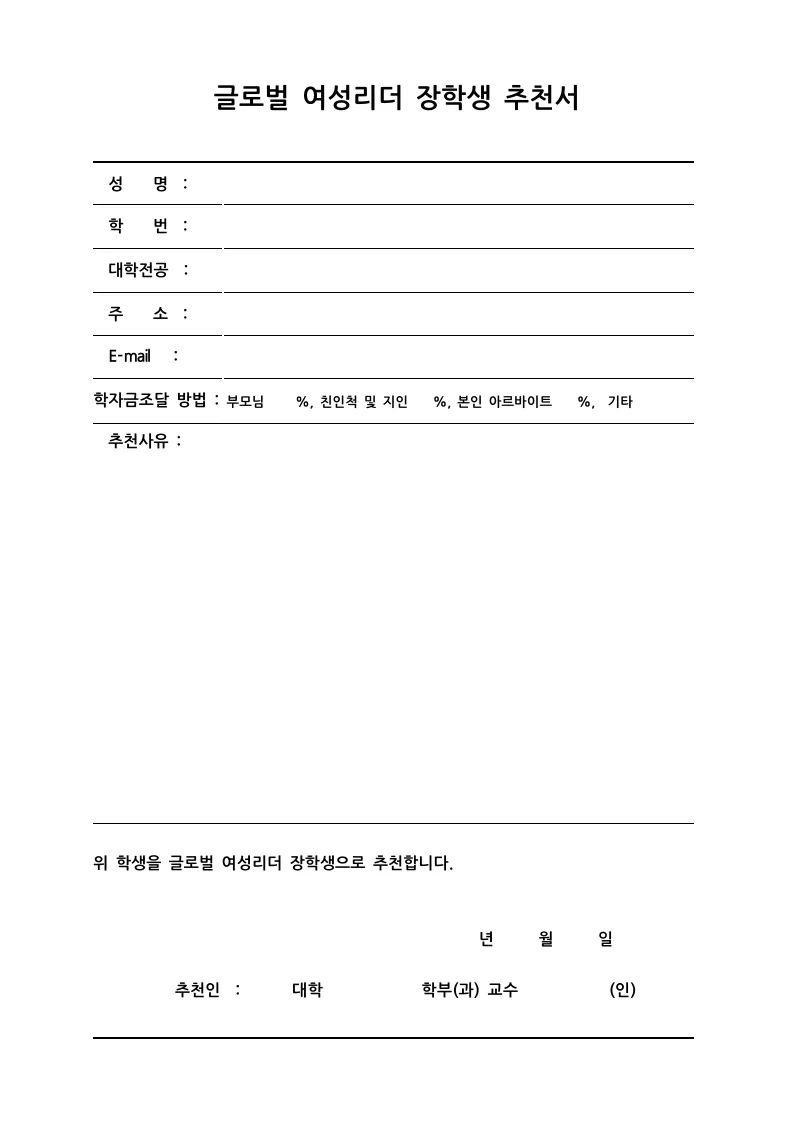 글로벌 여성리더 장학생 추천서
성 명 :
학 번 :
대학전공 :
주 소 :
E-mail :
학자금조달 방법 : 부모님 %, 친인척 및 지인 %, 본인 아르바이트 %, 기타
추천사유 :
위 학생을 글로벌 여성리더 장학생으로 추천합니다.
년 월 일
추천인 : 대학 학부(과) 교수 (인)